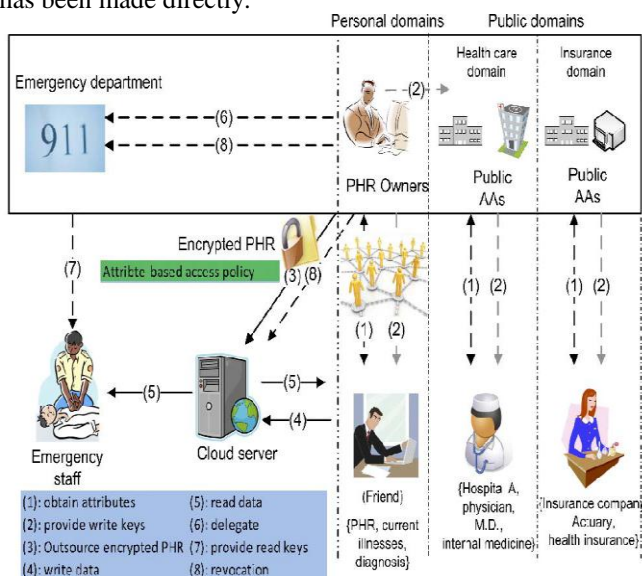 has been made directly.
Personal domains Public domains
Health care domain
Insurance domain
Emergency department
911
(6)
(8)
(2)
PHR Owners
Public AAs
Public AAs
Encrypted PHR
Attribte-based access policy
(3) (8)
(7)
(1) (2)
(1) (2)
(1) (2)
(5)
(5)
(4)
Emergency staff
Cloud server
(Friend)
{PHR, current illnesses, diagnosis}
{Hospital A, physician, M.D., internal medicine}
{Insurance compan
Actuary, health insurance}
(1): obtain attributes (5): read data
(2): provide write keys (6): delegate
(3): Outsource encrypted PHR (7): provide read keys
(4): write data (8): revocation